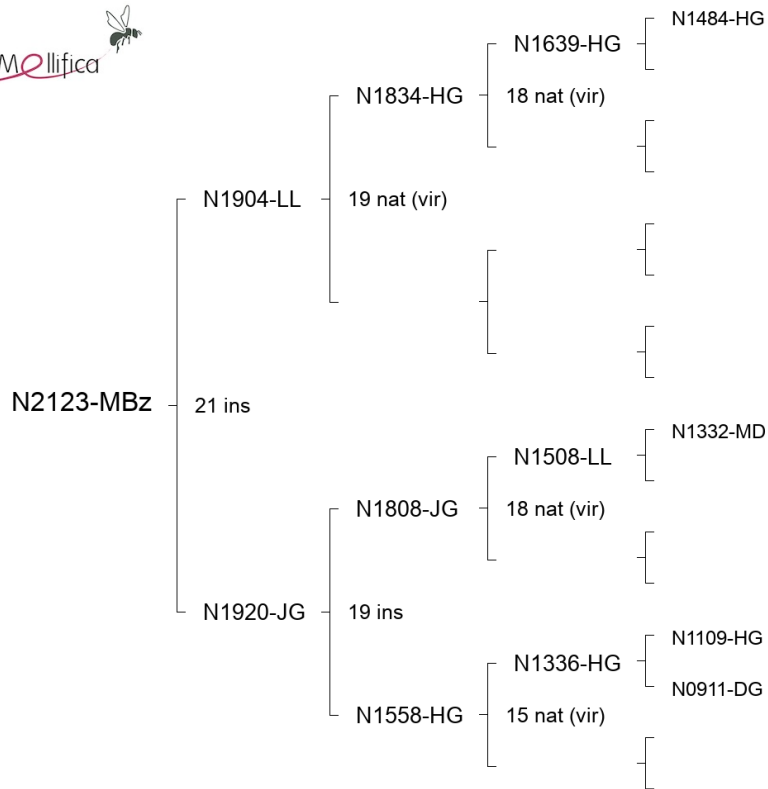 Mellifica
N1484-HG
N1639-HG
N1834-HG
18 nat (vir)
N1904-LL
19 nat (vir)
N2123-MBz
21 ins
N1332-MD
N1508-LL
N1808-JG
18 nat (vir)
N1920-JG
19 ins
N1109-HG
N1336-HG
N0911-DG
N1558-HG
15 nat (vir)